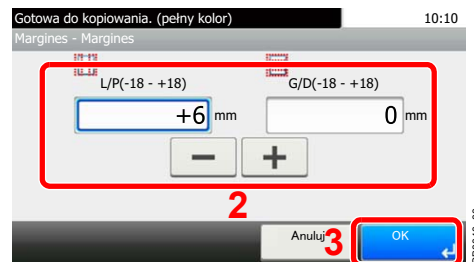 Gotowa do kopiowania. (pełny kolor) 10:10
Margines - Margines
L/P(-18 - +18) G/D(-18 - +18)
+6 mm 0 mm
2
Anuluj 3 OK